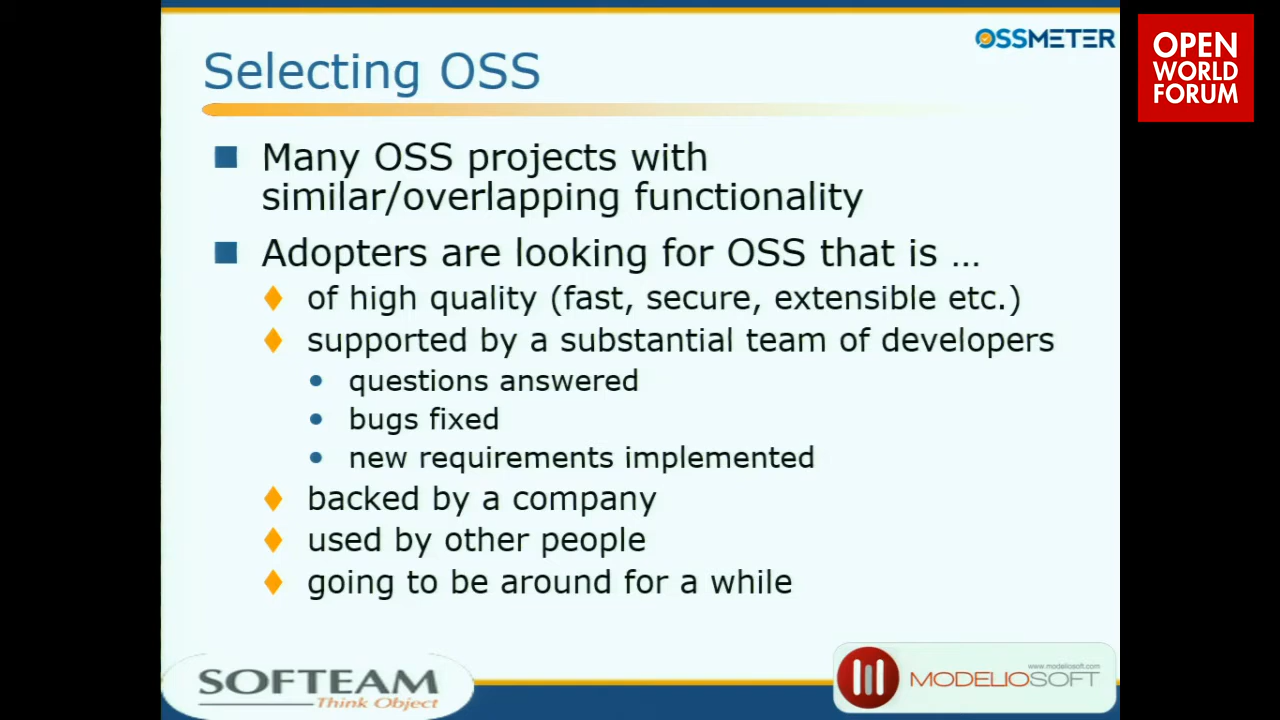 OSSMETER
OPEN
WORLD
FORUM
Selecting OSS
Many OSS projects with
similar/overlapping functionality
Adopters are looking for OSS that is …
of high quality (fast, secure, extensible etc.)
supported by a substantial team of developers
questions answered
bugs fixed
new requirements implemented
backed by a company
used by other people
going to be around for a while
SOFTEAM
Think Object
www.modeliosoft.com
MODELIOSOFT